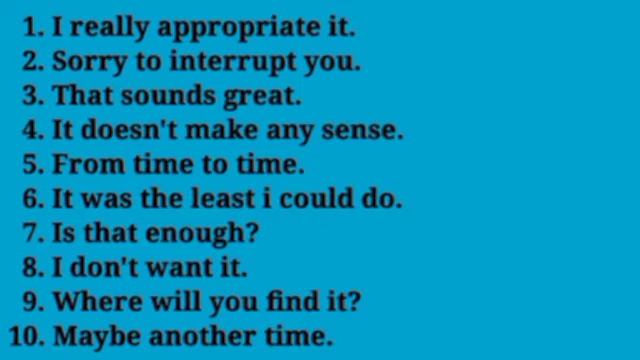 1. I really appropriate it.
2. Sorry to interrupt you.
3. That sounds great.
4. It doesn't make any sense.
5. From time to time.
6. It was the least i could do.
7. Is that enough?
8. I don't want it.
9. Where will you find it?
10. Maybe another time.